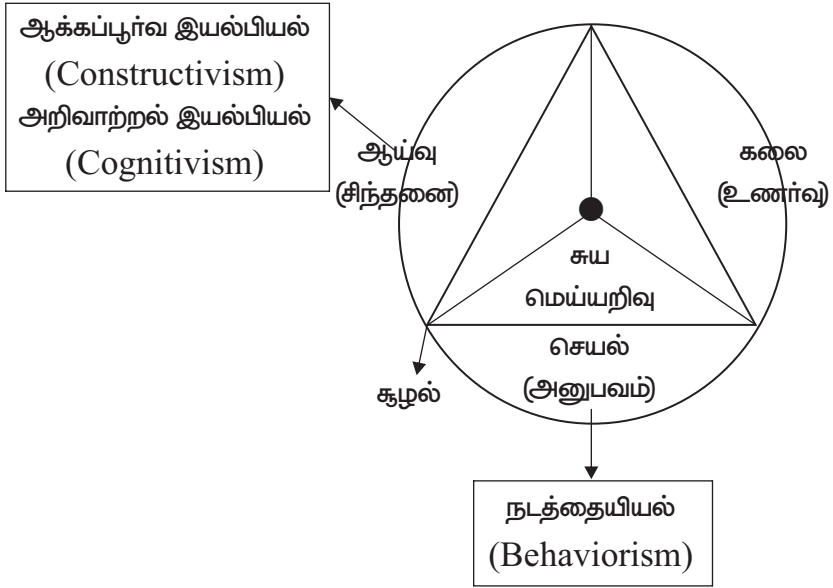 ஆக்கப்பூர்வ இயல்பியல்
(Constructivism)
அறிவாற்றல் இயல்பியல்
(Cognitivism)
ஆய்வு
(சிந்தனை)
கலை
(உணர்வு)
சுய
மெய்யறிவு
செயல்
(அனுபவம்)
சூழல்
நடத்தையியல்
(Behaviorism)